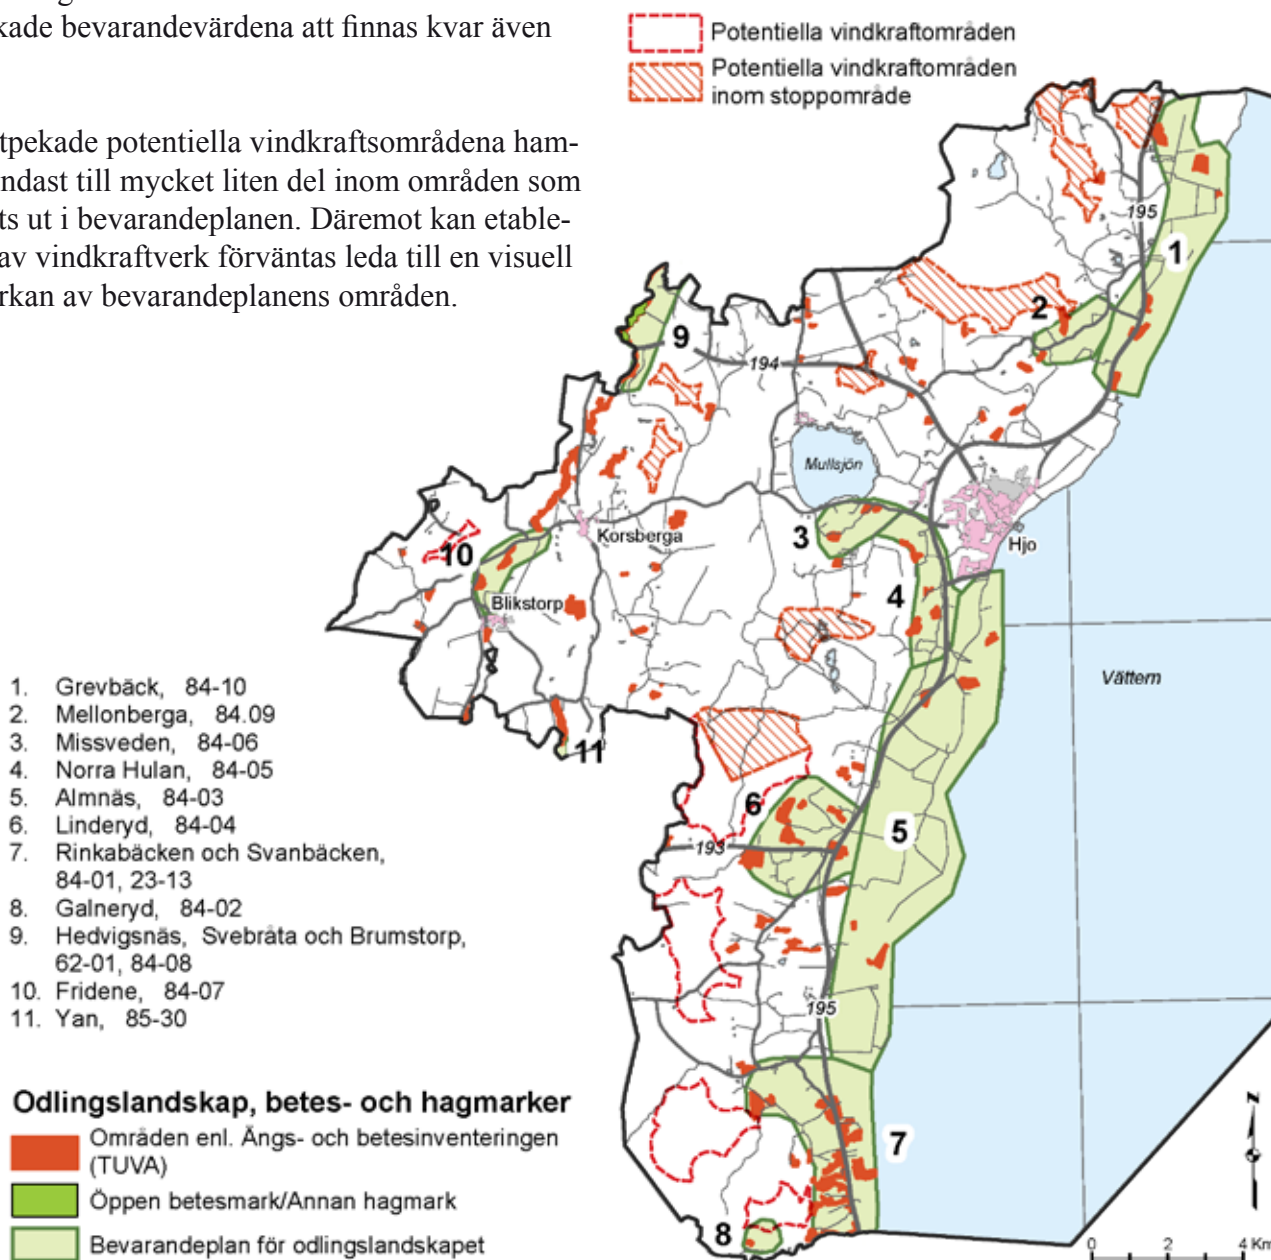 kade bevarandevärdena att finnas kvar även
tpekade potentiella vindkraftsområdena ham-
ndast till mycket liten del inom områden som
ts ut i bevarandeplanen. Däremot kan etable-
av vindkraftverk förväntas leda till en visuell
rkan av bevarandeplanens områden.
Potentiella vindkraftområden
Potentiella vindkraftområden
inom stoppområde
195
1
2
9
194
Mullsjön
3
Korsberga
10
Hjo
4
Blikstorp
Vättern
11
6
5
193
195
7
8
1. Grevbäck, 84-10
2. Mellonberga, 84.09
3. Missveden, 84-06
4. Norra Hulan, 84-05
5. Almnäs, 84-03
6. Linderyd, 84-04
7. Rinkabäcken och Svanbäcken,
84-01, 23-13
8. Galneryd, 84-02
9. Hedvigsnäs, Svebråta och Brumstorp,
62-01, 84-08
10. Fridene, 84-07
11. Yan, 85-30
Odlingslandskap, betes- och hagmarker
Områden enl. Ängs- och betesinventeringen
(TUVA)
Öppen betesmark/Annan hagmark
Bevarandeplan för odlingslandskapet
N
0 2 4 Km